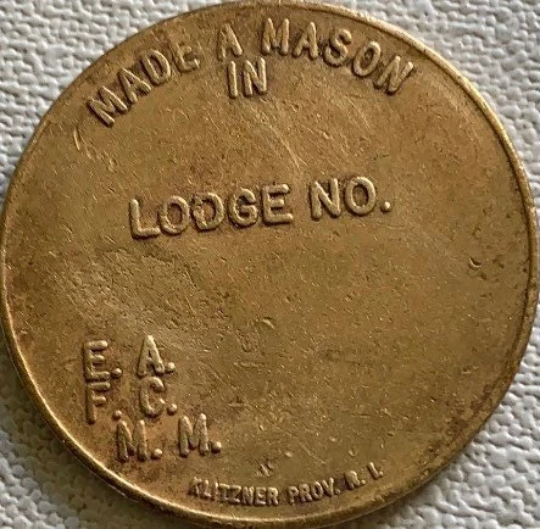 MADE A MASON
IN
LODGE NO.
E. A.
F. C.
M. M.
KLITZNER PROV. R. I.